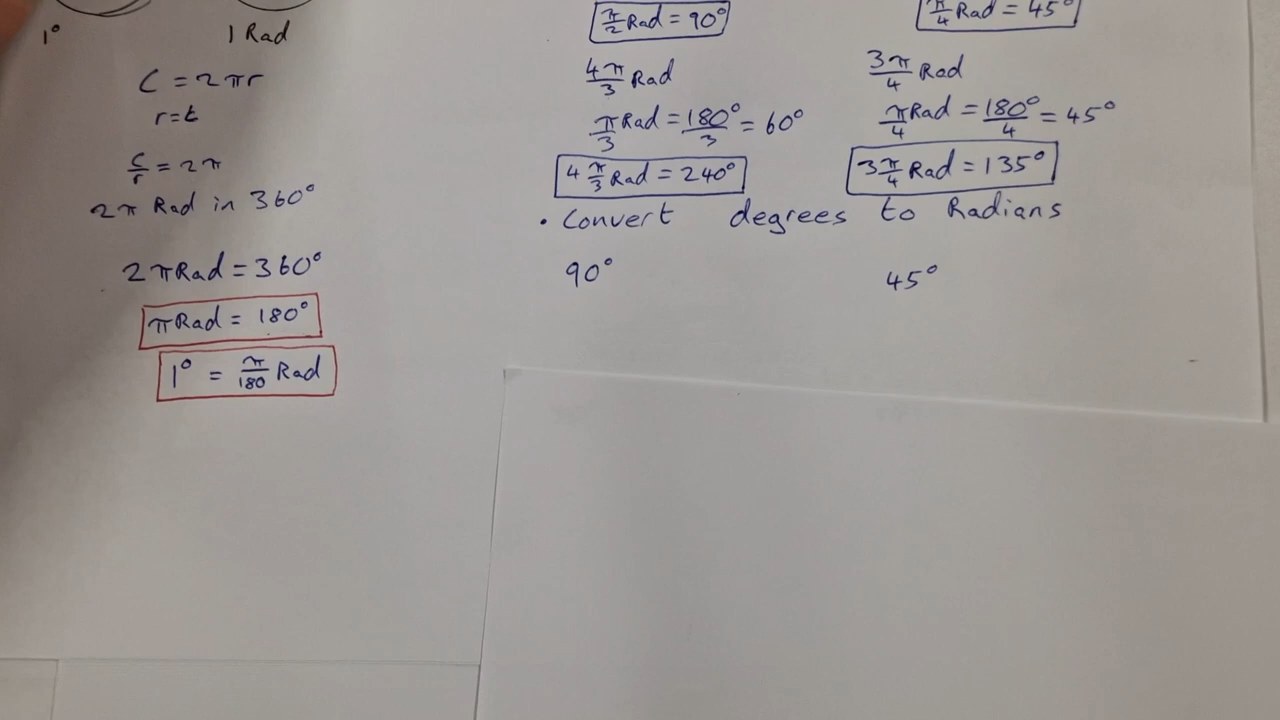 1° 1 Rad
C = 2πr
r=t
c/r = 2π
2π Rad in 360°
2πRad = 360°
πRad = 180°
1° = π/180 Rad
π/2 Rad = 90°
4π/3 Rad
π/3 Rad = 180°/3 = 60°
4 π/3 Rad = 240°
π/4 Rad = 45°
3π/4 Rad
π/4 Rad = 180°/4 = 45°
3 π/4 Rad = 135°
• Convert degrees to Radians
90° 45°